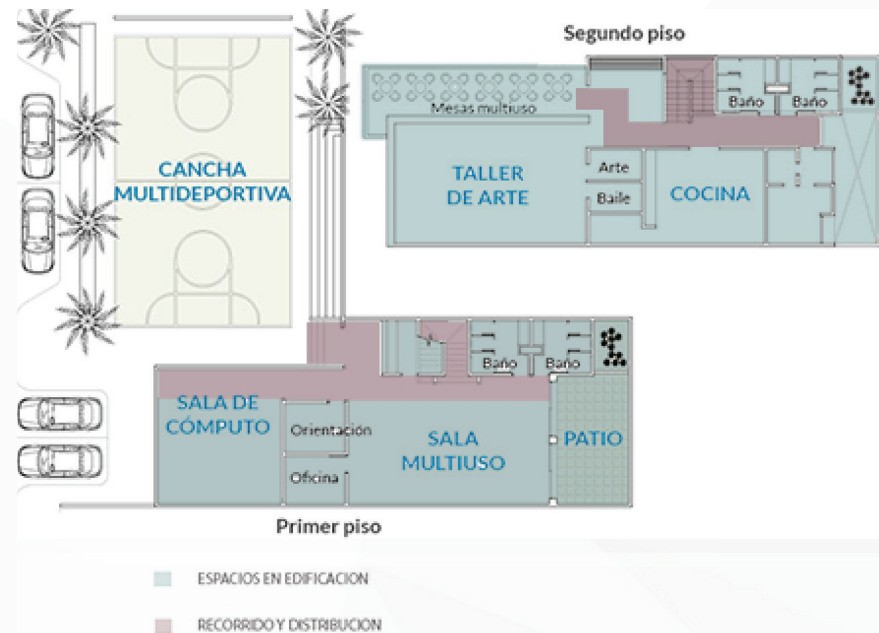 Segundo piso
Mesas multiuso
Baño
Baño
CANCHA
MULTIDEPORTIVA
TALLER
DE ARTE
Arte
Baile
COCINA
Baño
Baño
SALA DE
CÓMPUTO
Orientación
Oficina
SALA
MULTIUSO
PATIO
Primer piso
ESPACIOS EN EDIFICACION
RECORRIDO Y DISTRIBUCION